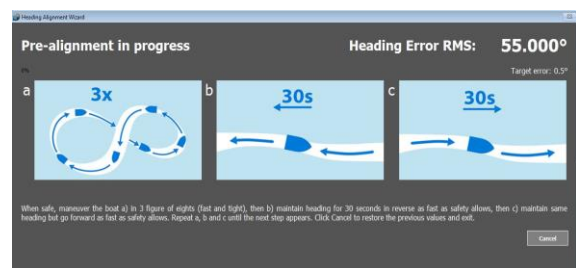 Heading Alignment Wizard
Pre-alignment in progress
Heading Error RMS: 55.000°
0%
Target error: 0.5°
a
3x
b
30s
c
30s
When safe, maneuver the boat a) in 3 figure of eights (fast and tight), then b) maintain heading for 30 seconds in reverse as fast as safety allows, then c) maintain same
heading but go forward as fast as safety allows. Repeat a, b and c until the next step appears. Click Cancel to restore the previous values and exit.
Cancel